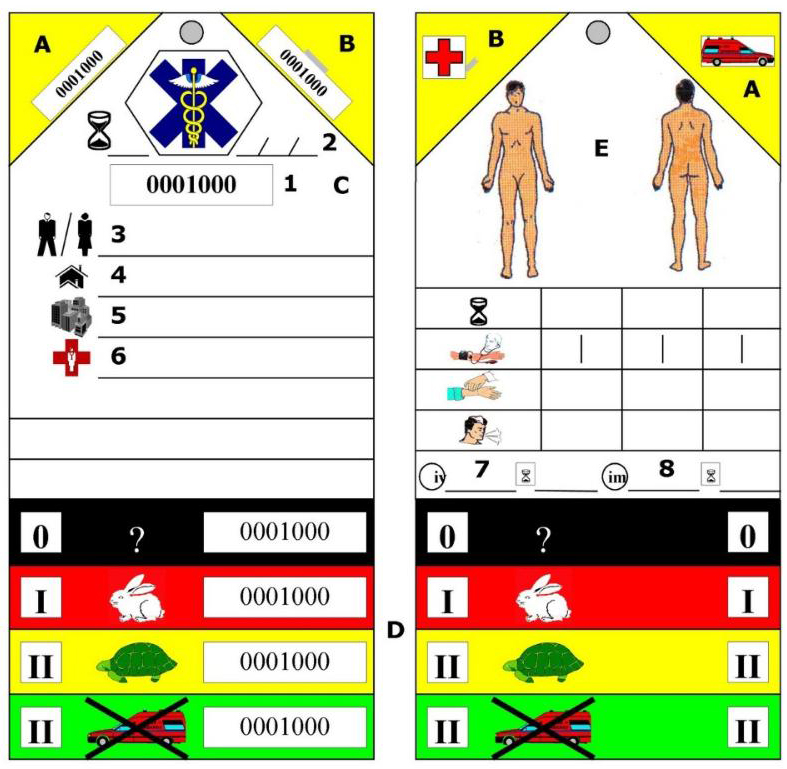 A
0001000
0001000
B
2
0001000 1 C
3
4
5
6
0 ? 0001000
I 0001000
II 0001000
II 0001000
B
A
E
iv 7 im 8
0 ? 0
I I
D
II II
II II